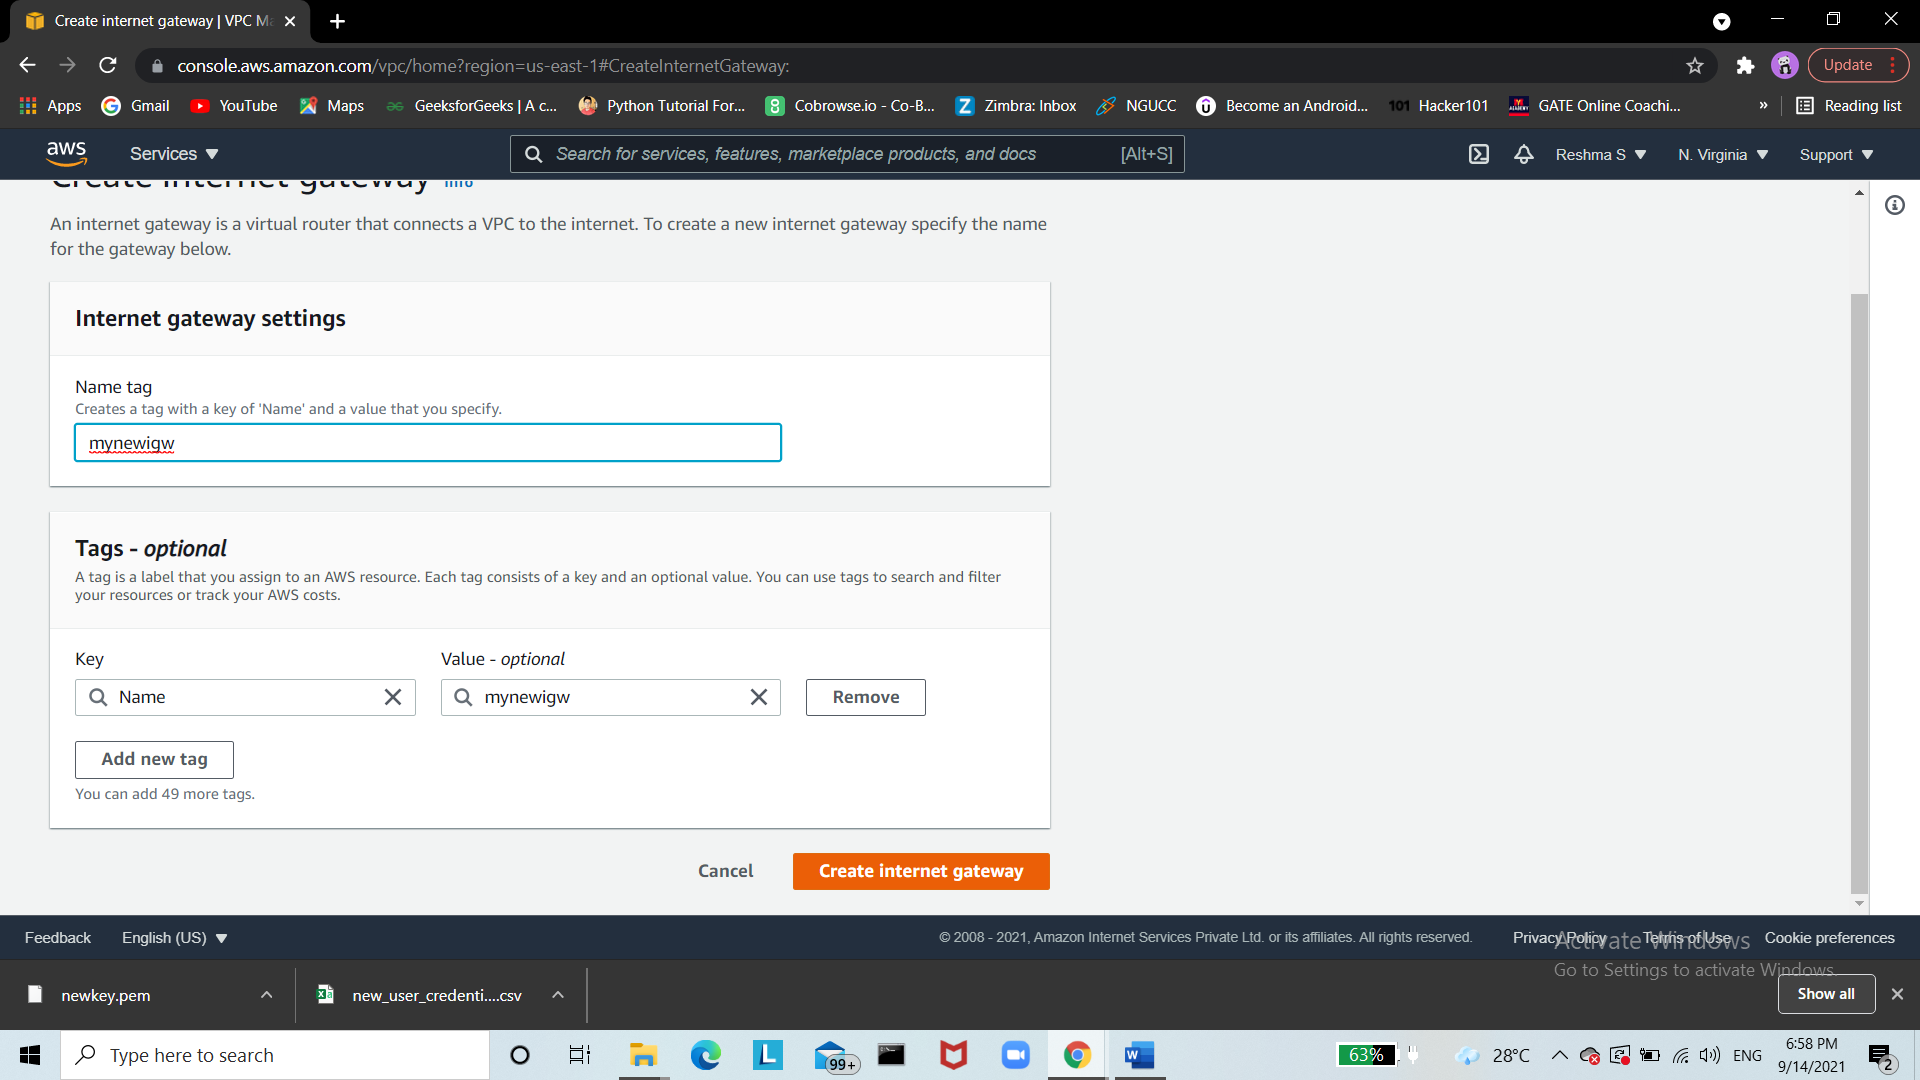 Create internet gateway | VPC Ma
console.aws.amazon.com/vpc/home?region=us-east-1#CreateInternetGateway:
Update
Apps
Gmail
YouTube
Maps
GeeksforGeeks | A c...
Python Tutorial For...
Cobrowse.io - Co-B...
Zimbra: Inbox
NGUCC
Become an Android...
101 Hacker101
GATE Online Coachi...
»
Reading list
aws
Services
Search for services, features, marketplace products, and docs
[Alt+S]
Reshma S
N. Virginia
Support
Create internet gateway Info
An internet gateway is a virtual router that connects a VPC to the internet. To create a new internet gateway specify the name
for the gateway below.
Internet gateway settings
Name tag
Creates a tag with a key of 'Name' and a value that you specify.
mynewigw
Tags - optional
A tag is a label that you assign to an AWS resource. Each tag consists of a key and an optional value. You can use tags to search and filter
your resources or track your AWS costs.
Key
Value - optional
Name
mynewigw
Remove
Add new tag
You can add 49 more tags.
Cancel
Create internet gateway
Feedback
English (US)
© 2008 - 2021, Amazon Internet Services Private Ltd. or its affiliates. All rights reserved.
Privacy Policy
Terms of Use
Cookie preferences
Activate Windows
Go to Settings to activate Windows.
newkey.pem
new_user_credenti....csv
Show all
Type here to search
99+
63%
28°C
ENG
6:58 PM
9/14/2021
2